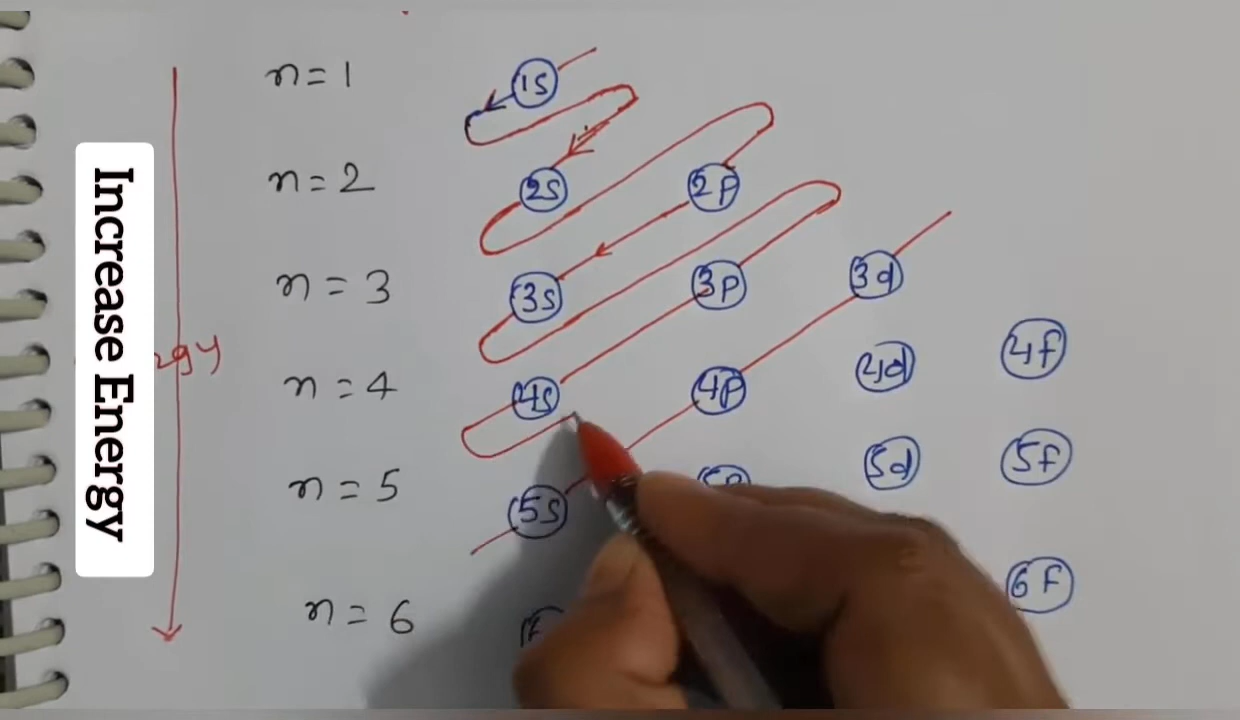 n = 1 1s
n = 2 2s 2p
n = 3 3s 3p 3d
n = 4 4s 4p 4d 4f
n = 5 5s 5d 5f
n = 6 6f
Increase Energy